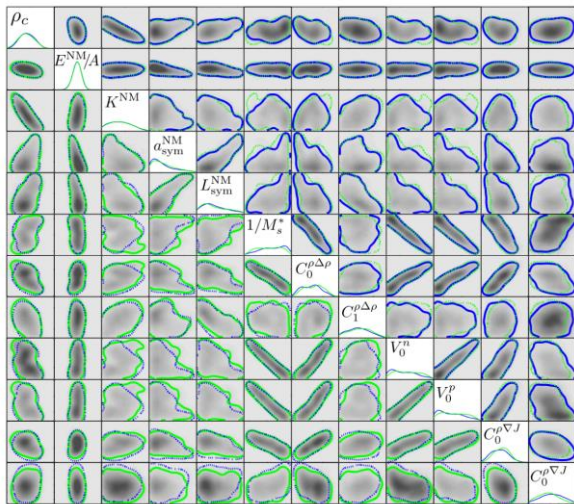 ρ_c
E^NM/A
K^NM
a_sym^NM
L_sym^NM
1/M_s^*
C_0^ρΔρ
C_1^ρΔρ
V_0^n
V_0^p
C_0^ρ∇J
C_0^ρ∇J